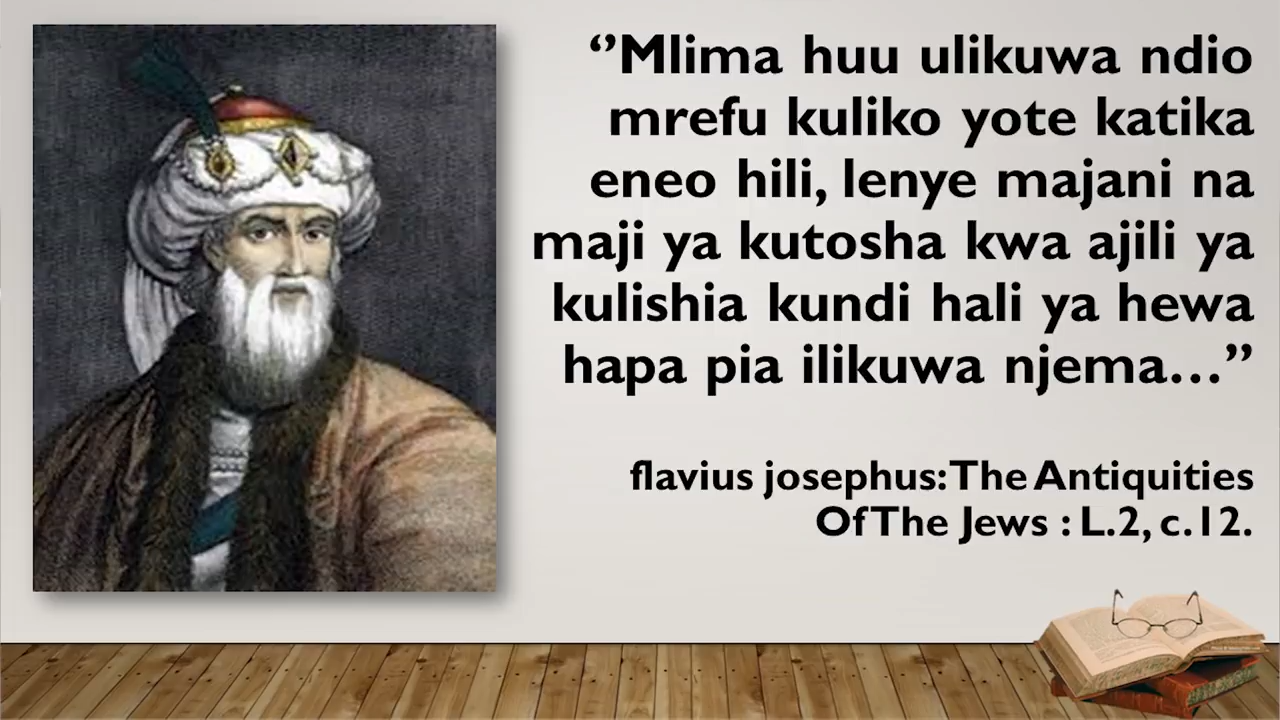 ‘’Mlima huu ulikuwa ndio
mrefu kuliko yote katika
eneo hili, lenye majani na
maji ya kutosha kwa ajili ya
kulishia kundi hali ya hewa
hapa pia ilikuwa njema…’’
flavius josephus: The Antiquities
Of The Jews : L.2, c.12.